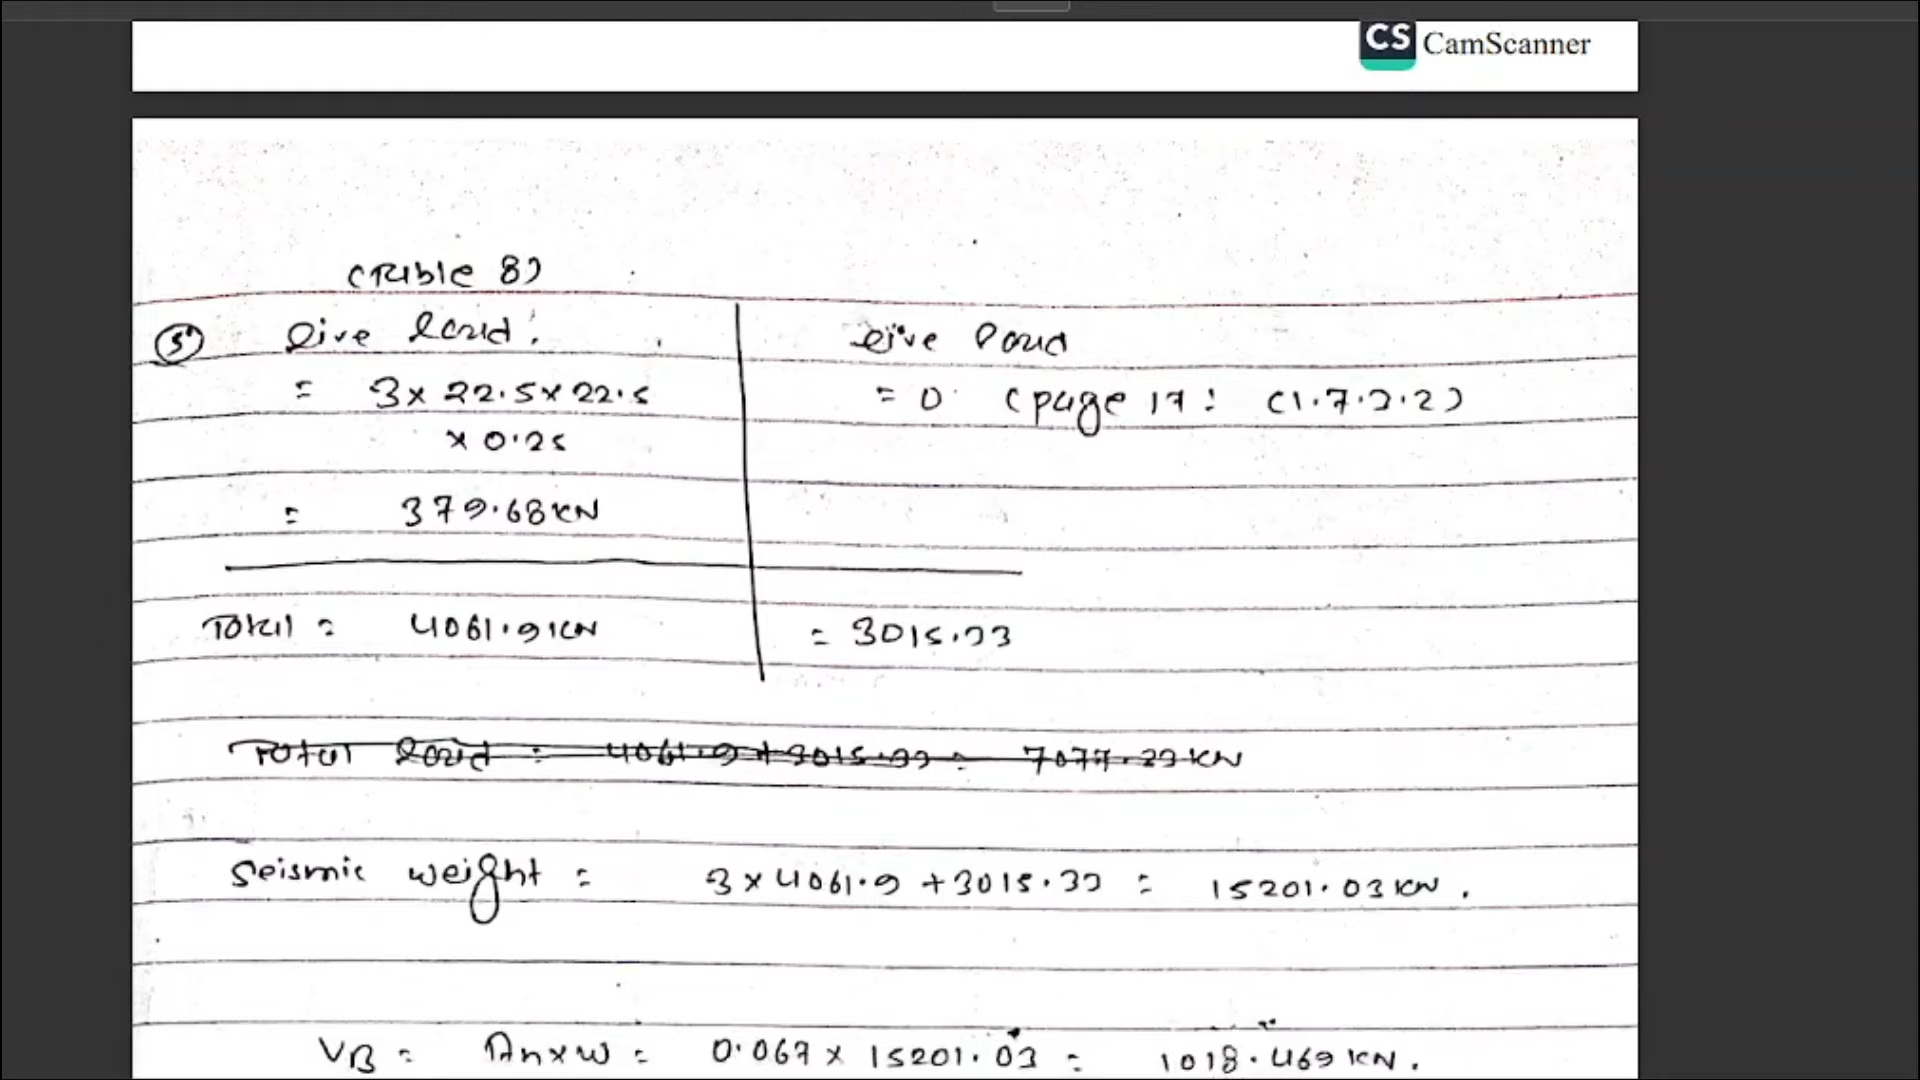 CS CamScanner
(Table 8)
⑤ Live load. Live load
= 3 x 22.5 x 22.5 = 0 (page 17: (1.7.3.2)
x 0.25
= 379.68 KN
Total = 4061.9 KN = 3015.33
Total load = 4061.9 + 3015.33 = 7077.23 KN
Seismic weight = 3 x 4061.9 + 3015.33 = 15201.03 KN.
VB = Ah x W = 0.067 x 15201.03 = 1018.469 KN.